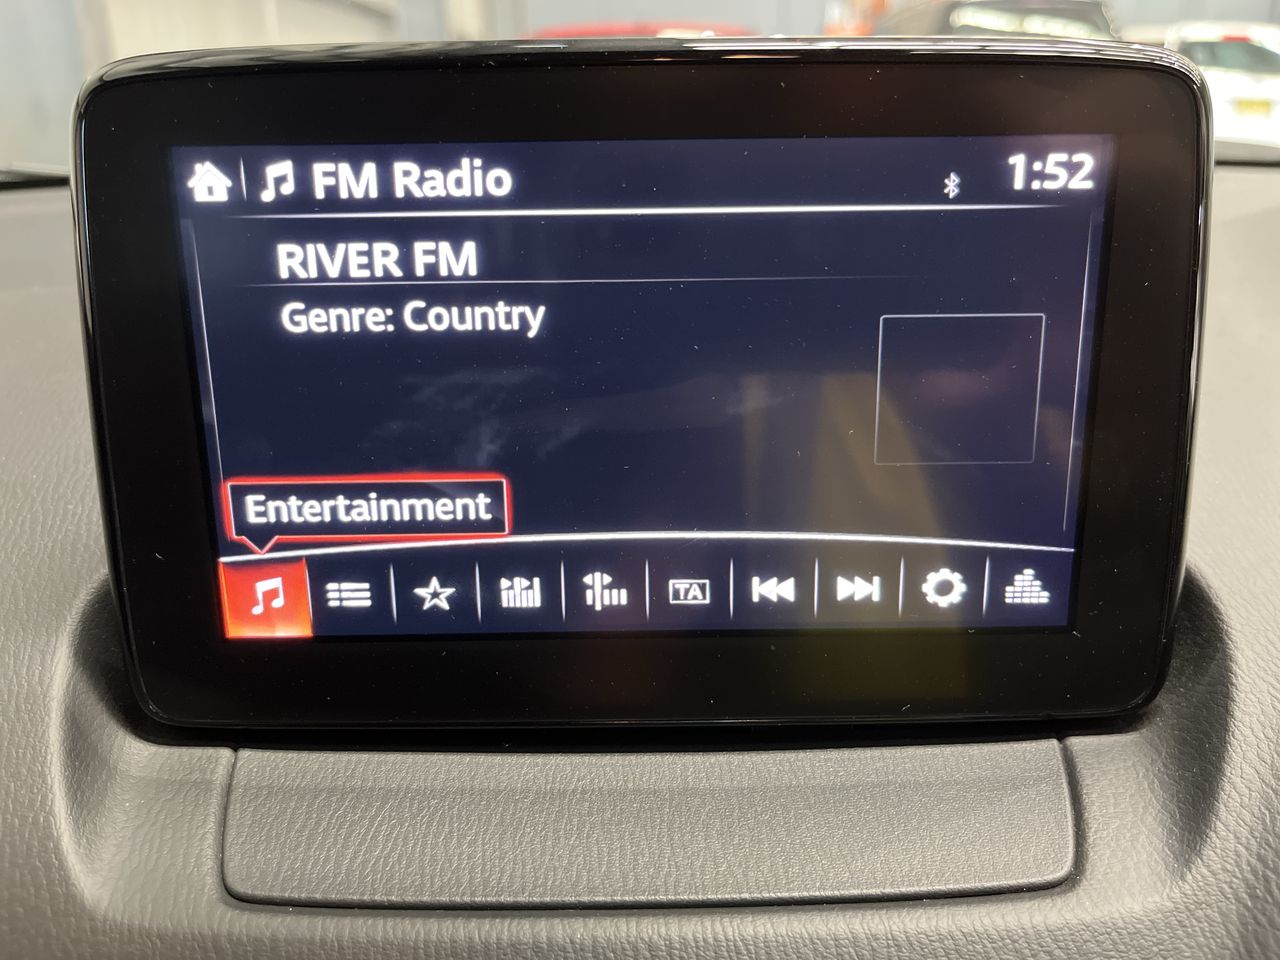 FM Radio
1:52
RIVER FM
Genre: Country
Entertainment
TA